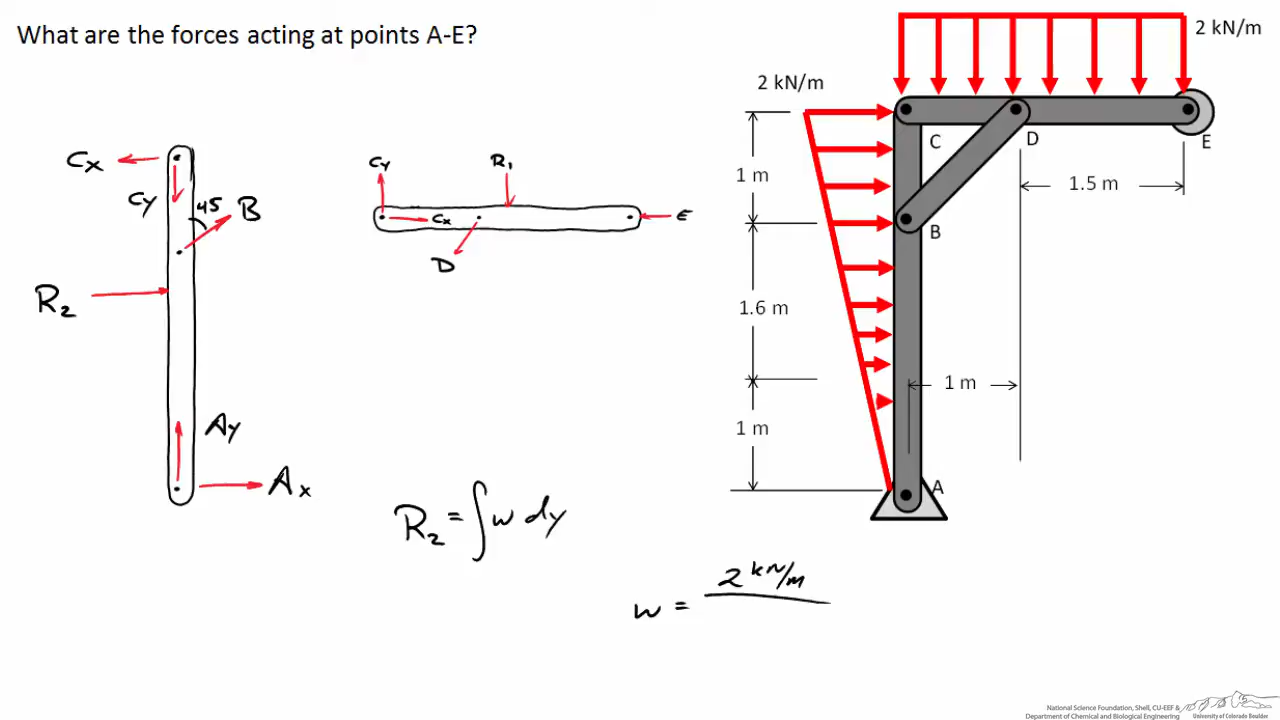 What are the forces acting at points A-E?
2 kN/m
2 kN/m
Cx
Cy
45
B
R2
Ay
Ax
Cy
R1
Cx
D
E
1 m
1.6 m
1 m
1 m
1.5 m
C
D
E
B
A
R2 = ∫ w dy
w = 2 kN/m
National Science Foundation, Shell, CU-EEF &
Department of Chemical and Biological Engineering
University of Colorado Boulder